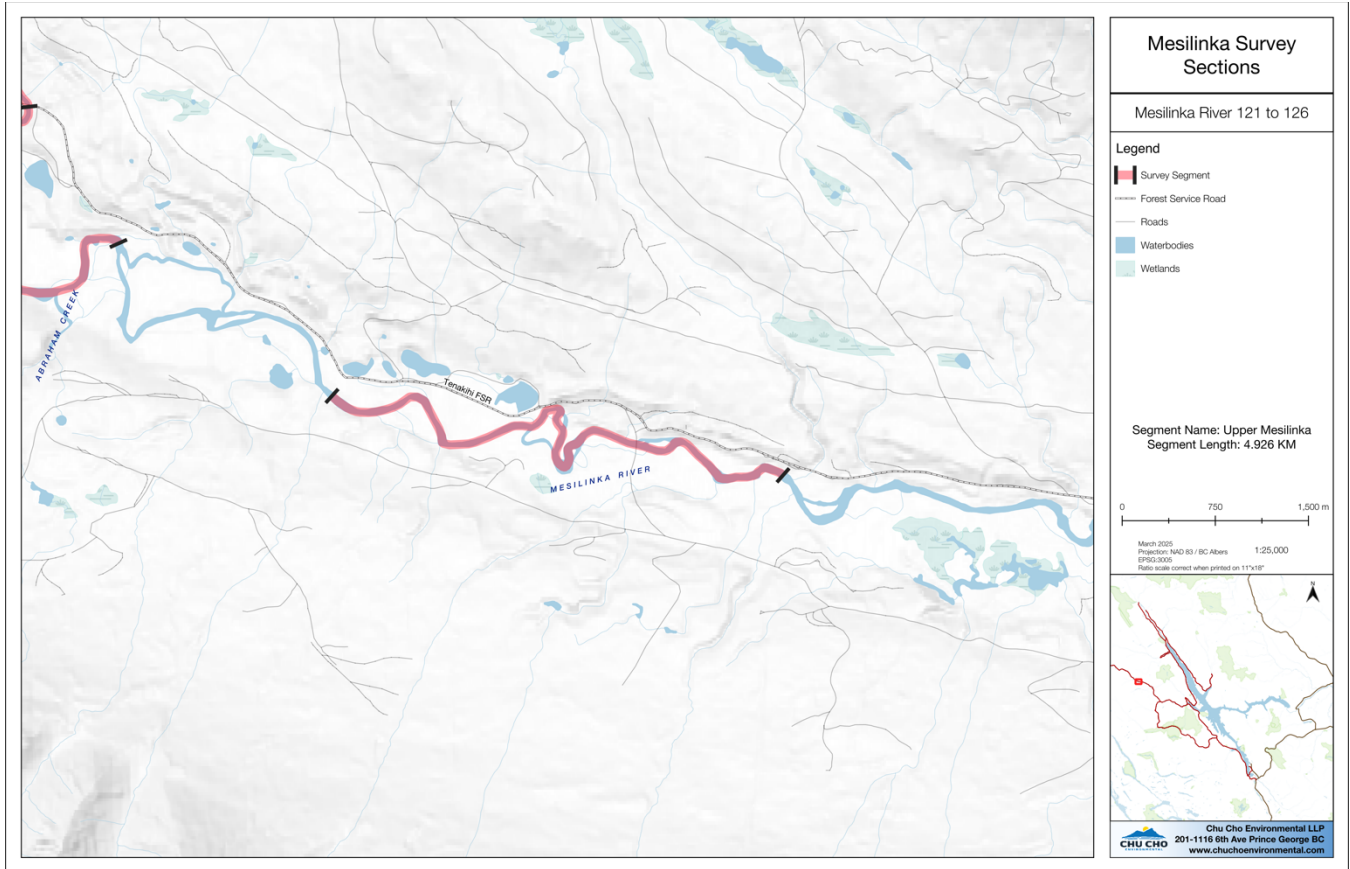 Mesilinka Survey
Sections
Mesilinka River 121 to 126
Legend
Survey Segment
Forest Service Road
Roads
Waterbodies
Wetlands
Segment Name: Upper Mesilinka
Segment Length: 4.926 KM
0 750 1,500 m
March 2025
Projection: NAD 83 / BC Albers
EPSG:3005
1:25,000
Ratio scale correct when printed on 11"x18"
N
ABRAHAM CREEK
Tenakihi FSR
MESILINKA RIVER
CHU CHO
ENVIRONMENTAL
Chu Cho Environmental LLP
201-1116 6th Ave Prince George BC
www.chuchoenvironmental.com